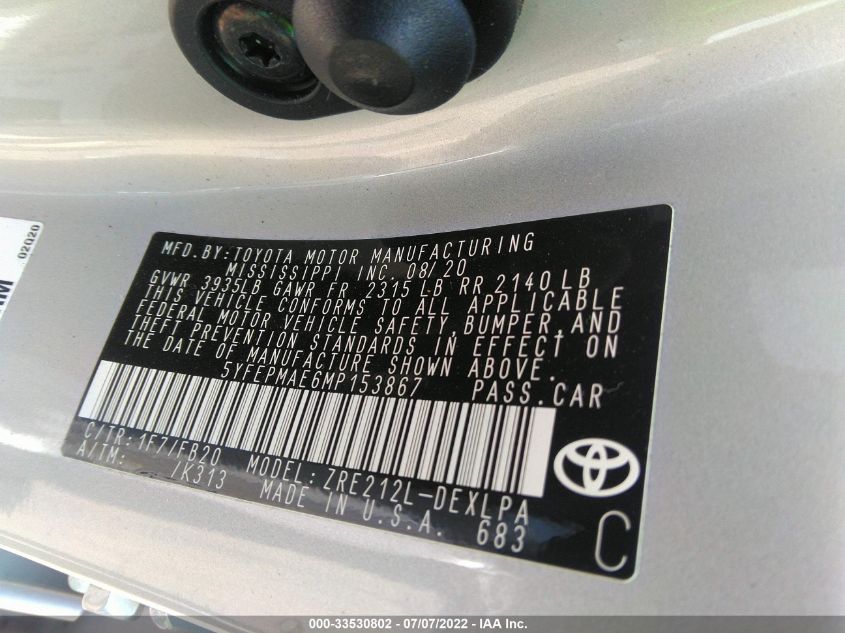 02020
MFD.BY:TOYOTA MOTOR MANUFACTURING
MISSISSIPPI, INC. 08/20
GVWR 3935LB GAWR FR 2315 LB RR 2140 LB
THIS VEHICLE CONFORMS TO ALL APPLICABLE
FEDERAL MOTOR VEHICLE SAFETY,BUMPER,AND
THEFT PREVENTION STANDARDS IN EFFECT ON
THE DATE OF MANUFACTURE SHOWN ABOVE.
5YFEPMAE6MP153867 PASS.CAR
C/TR: 1F7/FB20 MODEL: ZRE212L-DEXLPA
A/TM: /K313 MADE IN U.S.A. 683
C
000-33530802 - 07/07/2022 - IAA Inc.